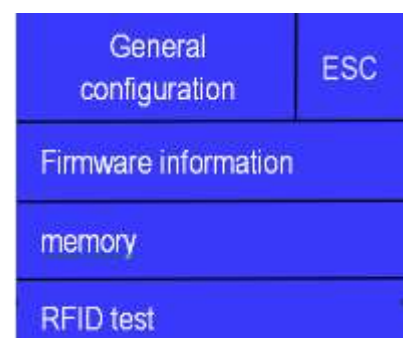 General
configuration
ESC
Firmware information
memory
RFID test